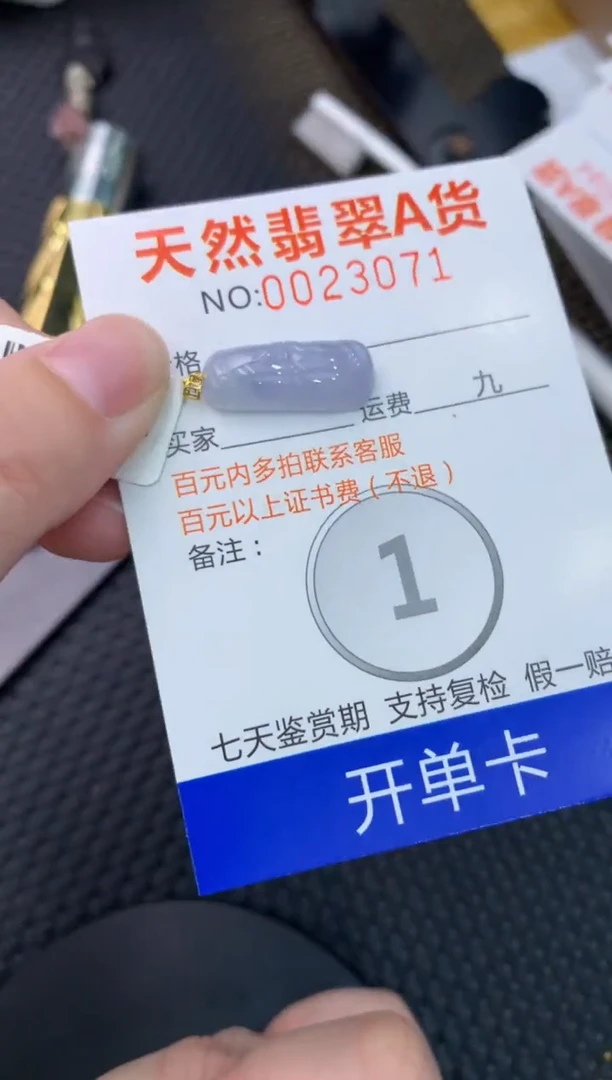 天然翡翠A货
NO:0023071
格
买家 运费 九
百元内多拍联系客服
百元以上证书费(不退)
备注：
1
七天鉴赏期 支持复检 假一赔
开单卡